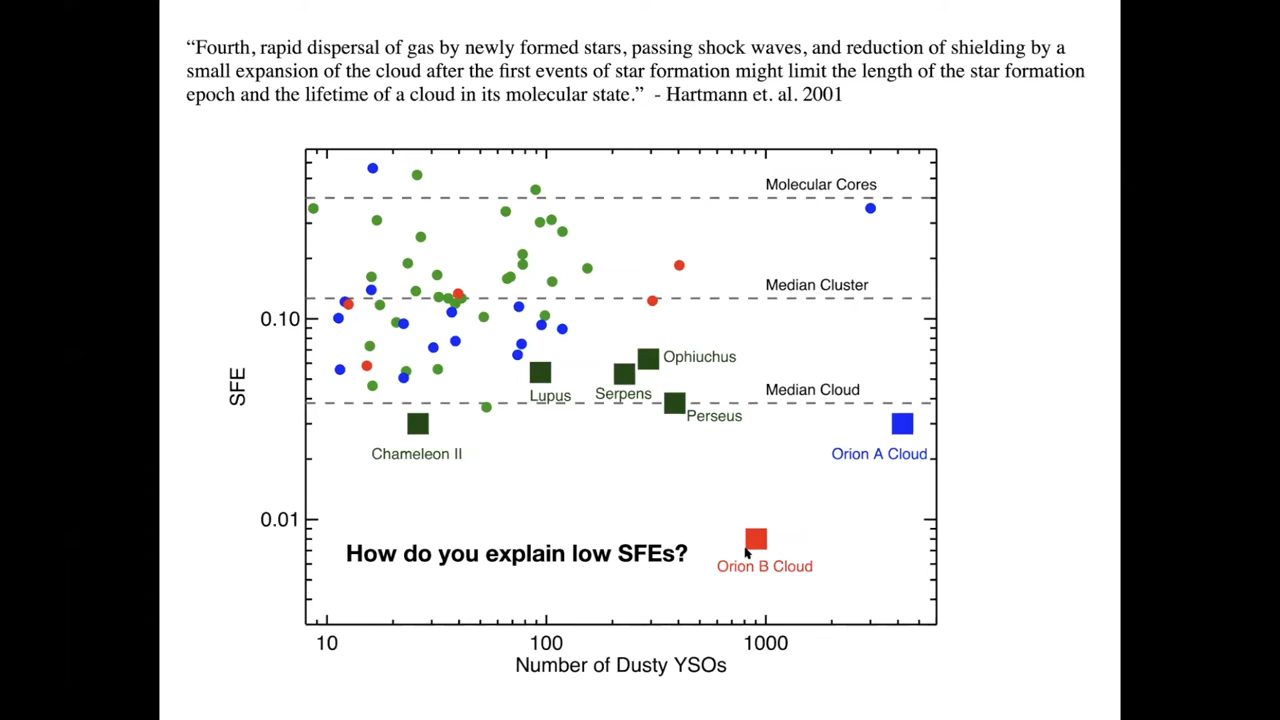 “Fourth, rapid dispersal of gas by newly formed stars, passing shock waves, and reduction of shielding by a
small expansion of the cloud after the first events of star formation might limit the length of the star formation
epoch and the lifetime of a cloud in its molecular state.” - Hartmann et. al. 2001
Molecular Cores
Median Cluster
0.10
Ophiuchus
SFE
Median Cloud
Lupus
Serpens
Perseus
Chameleon II
Orion A Cloud
0.01
How do you explain low SFEs?
Orion B Cloud
10
100
1000
Number of Dusty YSOs